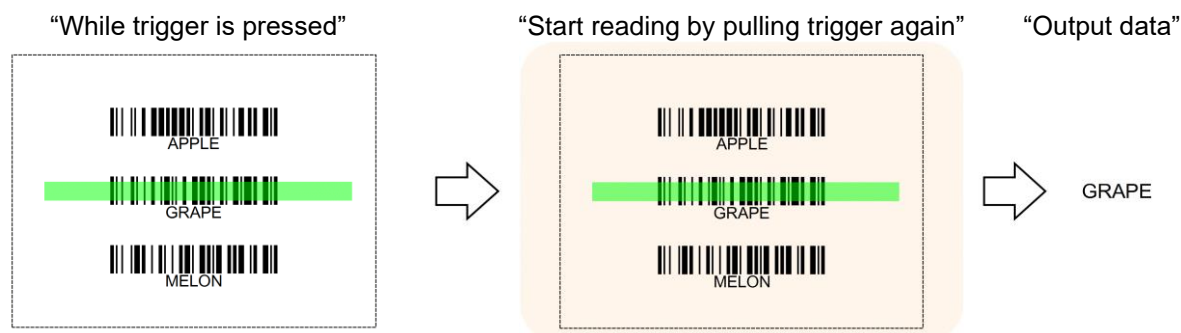 “While trigger is pressed”
“Start reading by pulling trigger again”
“Output data”
APPLE
GRAPE
MELON
APPLE
GRAPE
MELON
GRAPE